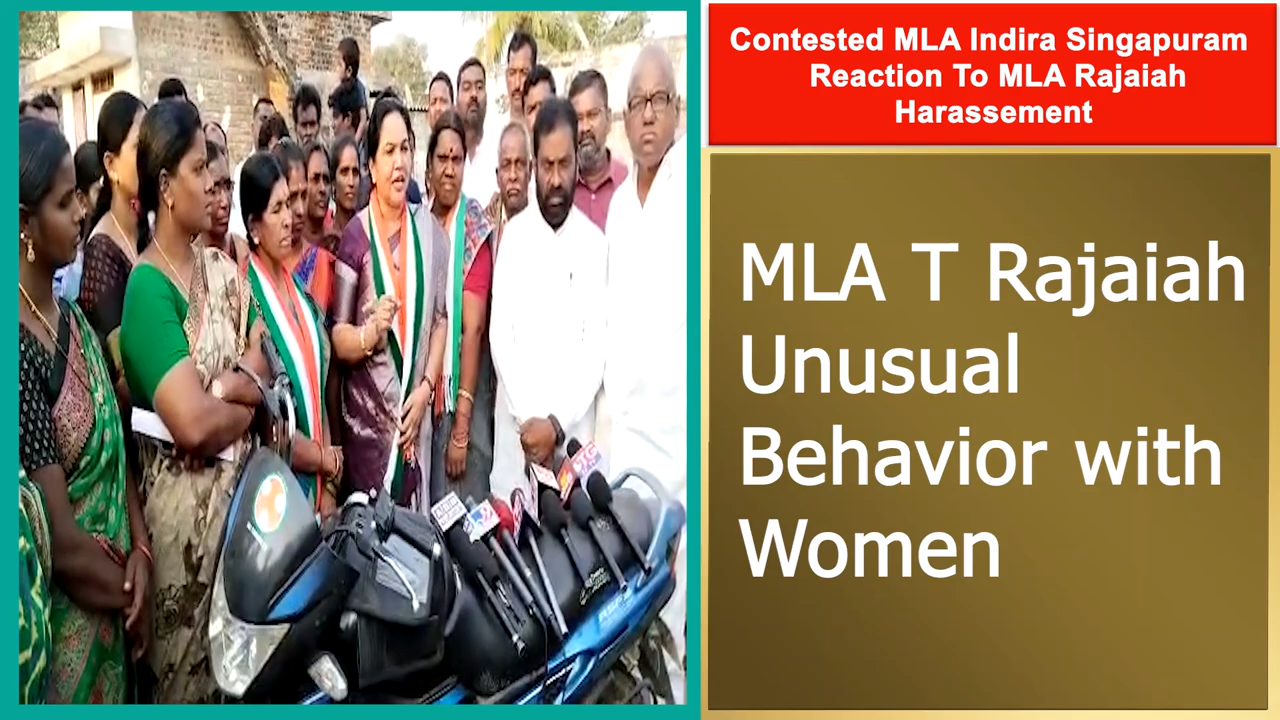 Contested MLA Indira Singapuram
Reaction To MLA Rajaiah
Harassement
MLA T Rajaiah
Unusual
Behavior with
Women